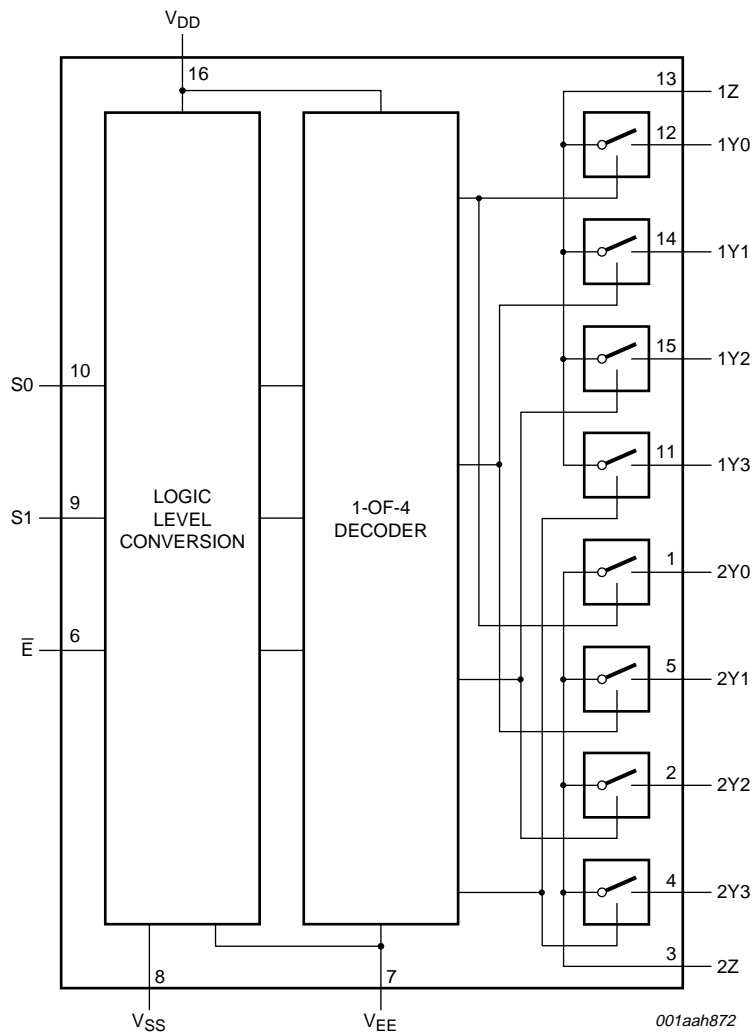 VDD
16
13
1Z
12
1Y0
14
1Y1
15
1Y2
10
S0
11
1Y3
9
S1
LOGIC
LEVEL
CONVERSION
1-OF-4
DECODER
1
2Y0
6
E̅
5
2Y1
2
2Y2
4
2Y3
3
2Z
8
7
VSS
VEE
001aah872